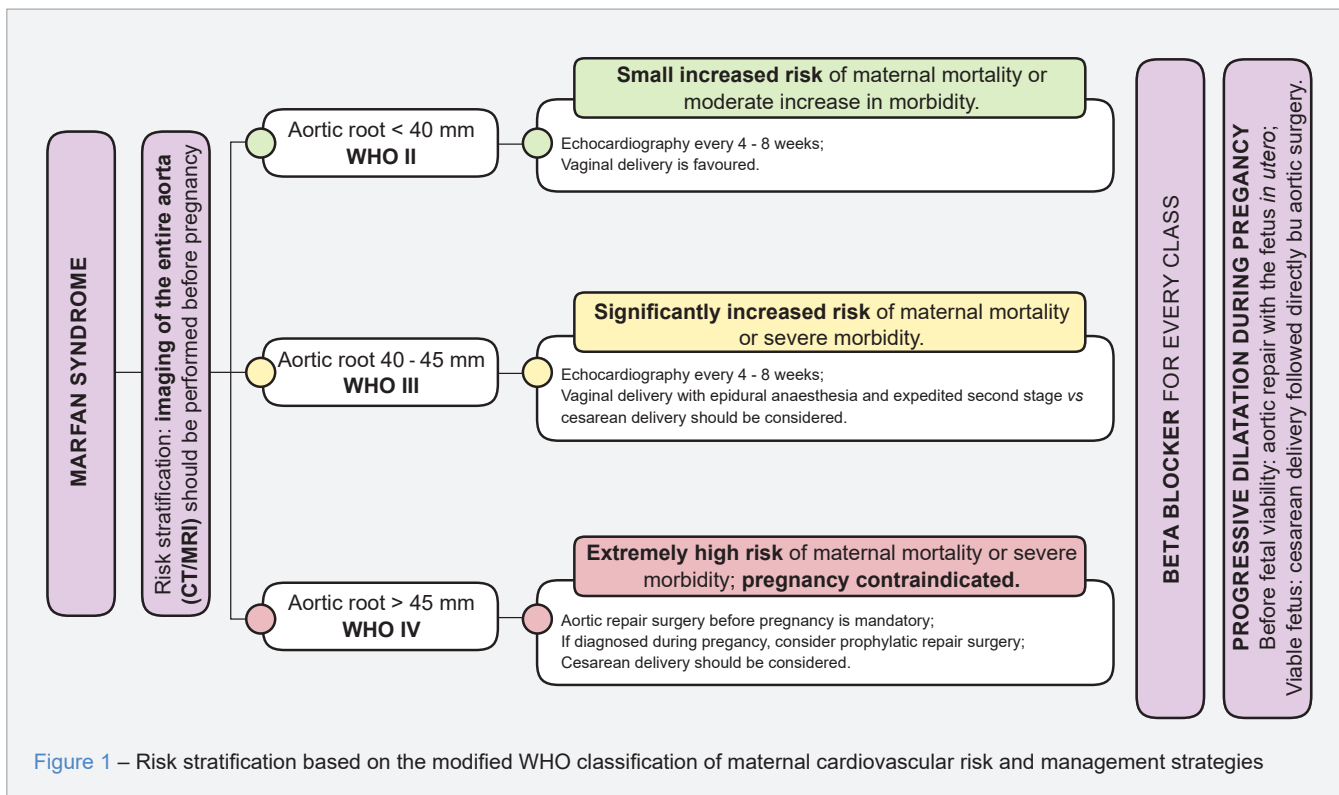 MARFAN SYNDROME
Risk stratification: imaging of the entire aorta
(CT/MRI) should be performed before pregnancy
Aortic root < 40 mm
WHO II
Small increased risk of maternal mortality or
moderate increase in morbidity.
Echocardiography every 4 - 8 weeks;
Vaginal delivery is favoured.
Aortic root 40 - 45 mm
WHO III
Significantly increased risk of maternal mortality
or severe morbidity.
Echocardiography every 4 - 8 weeks;
Vaginal delivery with epidural anaesthesia and expedited second stage vs
cesarean delivery should be considered.
Aortic root > 45 mm
WHO IV
Extremely high risk of maternal mortality or severe
morbidity; pregnancy contraindicated.
Aortic repair surgery before pregnancy is mandatory;
If diagnosed during pregancy, consider prophylatic repair surgery;
Cesarean delivery should be considered.
BETA BLOCKER FOR EVERY CLASS
PROGRESSIVE DILATATION DURING PREGANCY
Before fetal viability: aortic repair with the fetus in utero;
Viable fetus: cesarean delivery followed directly bu aortic surgery.
Figure 1 – Risk stratification based on the modified WHO classification of maternal cardiovascular risk and management strategies